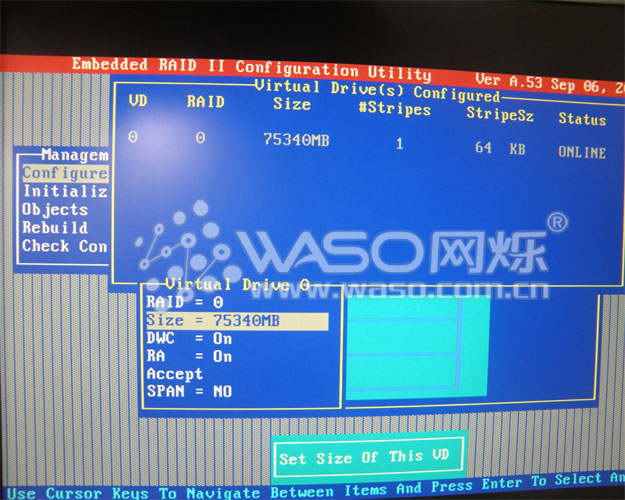 Embedded RAID II Configuration Utility Ver A.53 Sep 06, 20
Virtual Drive(s) Configured
VD RAID Size #Stripes StripeSz Status
0 0 75340MB 1 64 KB ONLINE
Managem
Configure
Initializ
Objects
Rebuild
Check Con
WASO网烁®
www.waso.com.cn
Virtual Drive 0
RAID = 0
Size = 75340MB
DWC = On
RA = On
Accept
SPAN = NO
Set Size Of This VD
Use Cursor Keys To Navigate Between Items And Press Enter To Select An